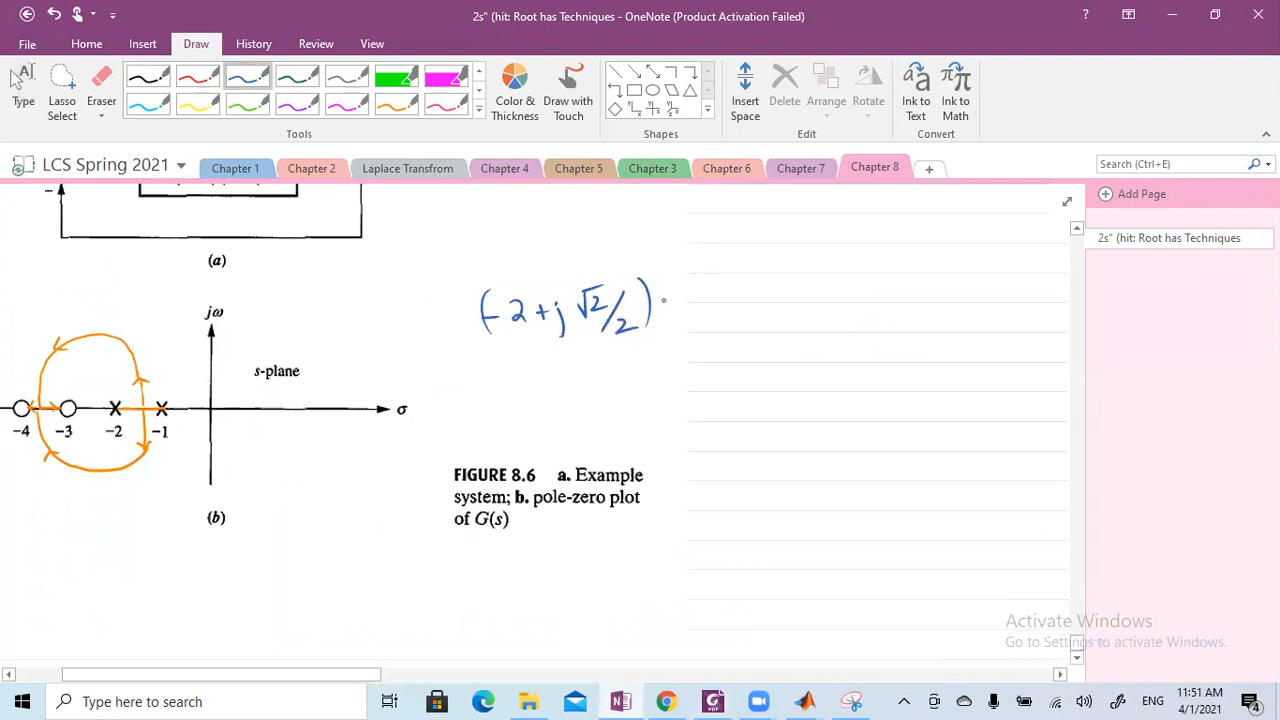 2s" (hit: Root has Techniques - OneNote (Product Activation Failed)
File Home Insert Draw History Review View
Type
Lasso Select
Eraser
Color & Thickness
Draw with Touch
Insert Space
Delete
Arrange
Rotate
Ink to Text
Ink to Math
Tools Shapes Edit Convert
LCS Spring 2021 Chapter 1 Chapter 2 Laplace Transfrom Chapter 4 Chapter 5 Chapter 3 Chapter 6 Chapter 7 Chapter 8
Search (Ctrl+E)
Add Page
2s" (hit: Root has Techniques
−
(a)
(-2+j√2/2)
jω
s-plane
σ
−4 −3 −2 −1
(b)
FIGURE 8.6 a. Example
system; b. pole-zero plot
of G(s)
Activate Windows
Go to Settings to activate Windows.
Type here to search
ENG
11:51 AM
4/1/2021
4